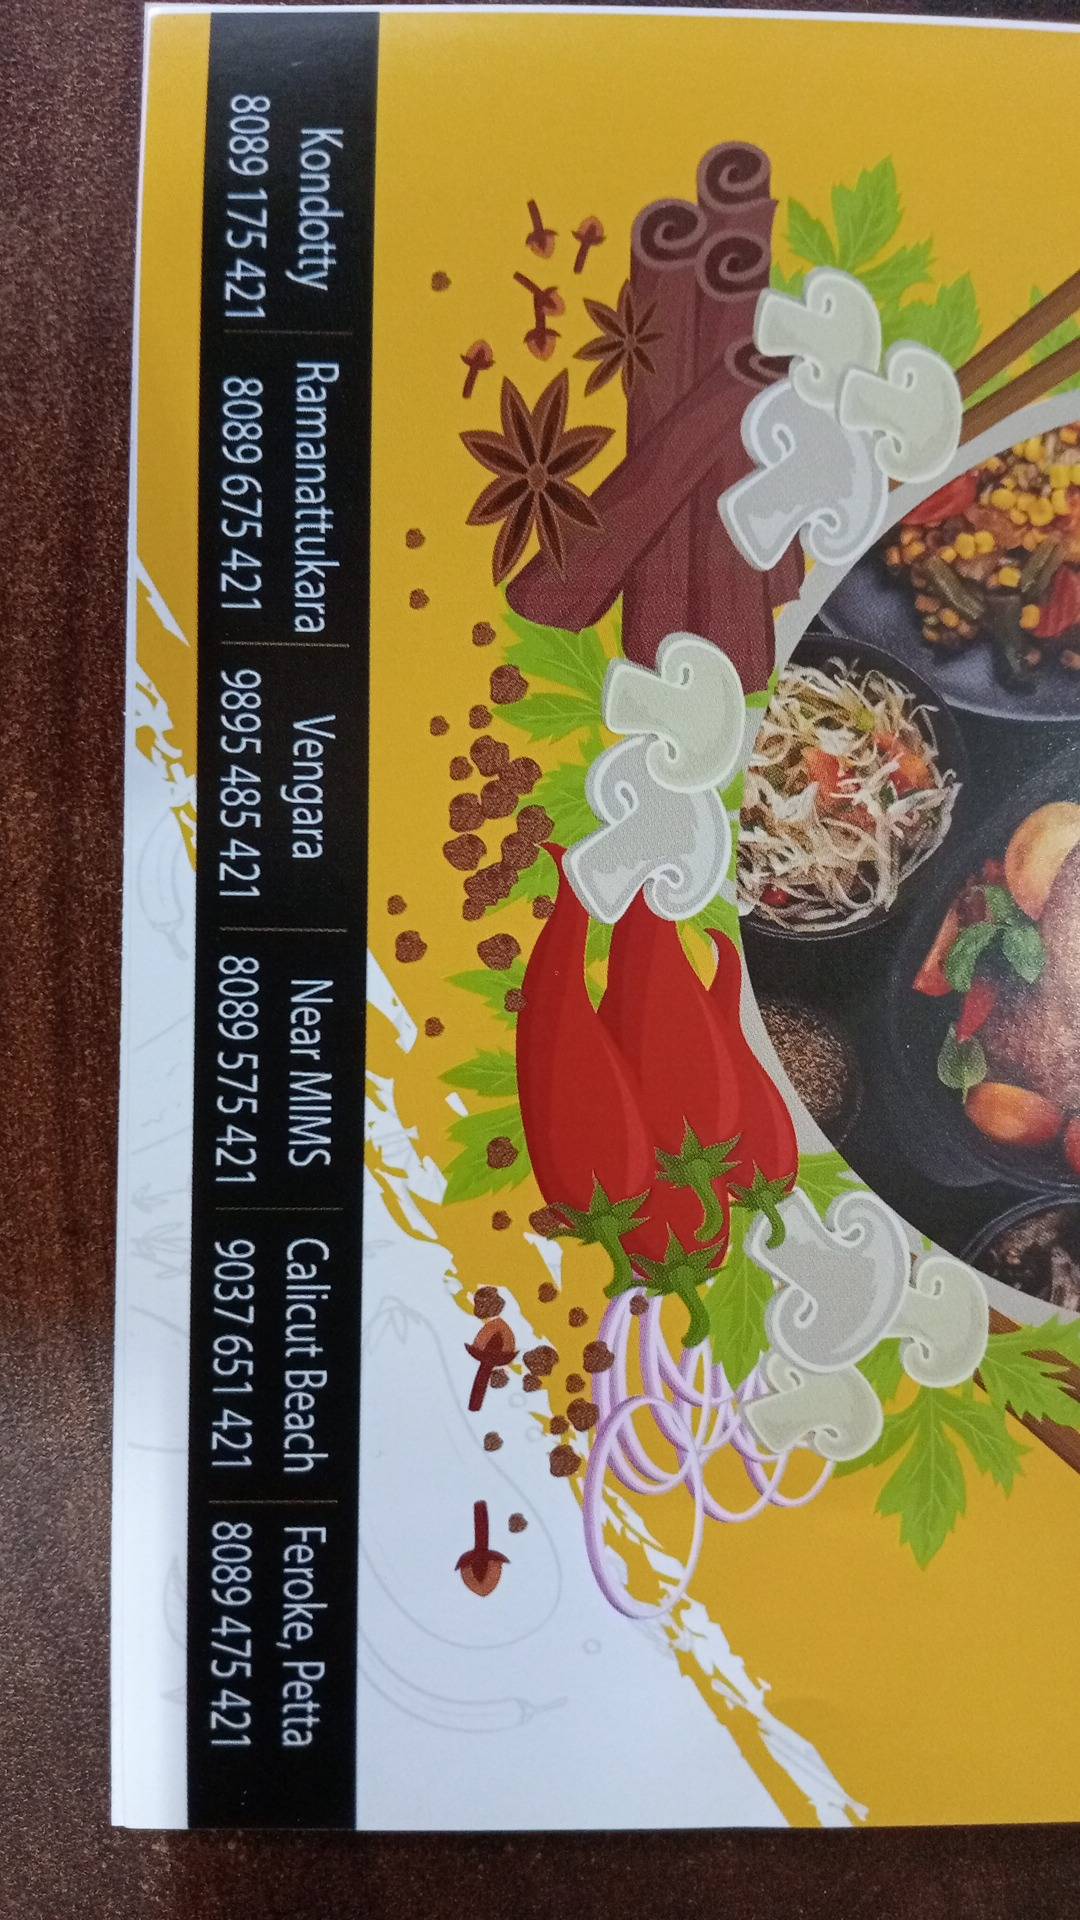 Kondotty
8089 175 421
Ramanattukara
8089 675 421
Vengara
9895 485 421
Near MIMS
8089 575 421
Calicut Beach
9037 651 421
Feroke, Petta
8089 475 421